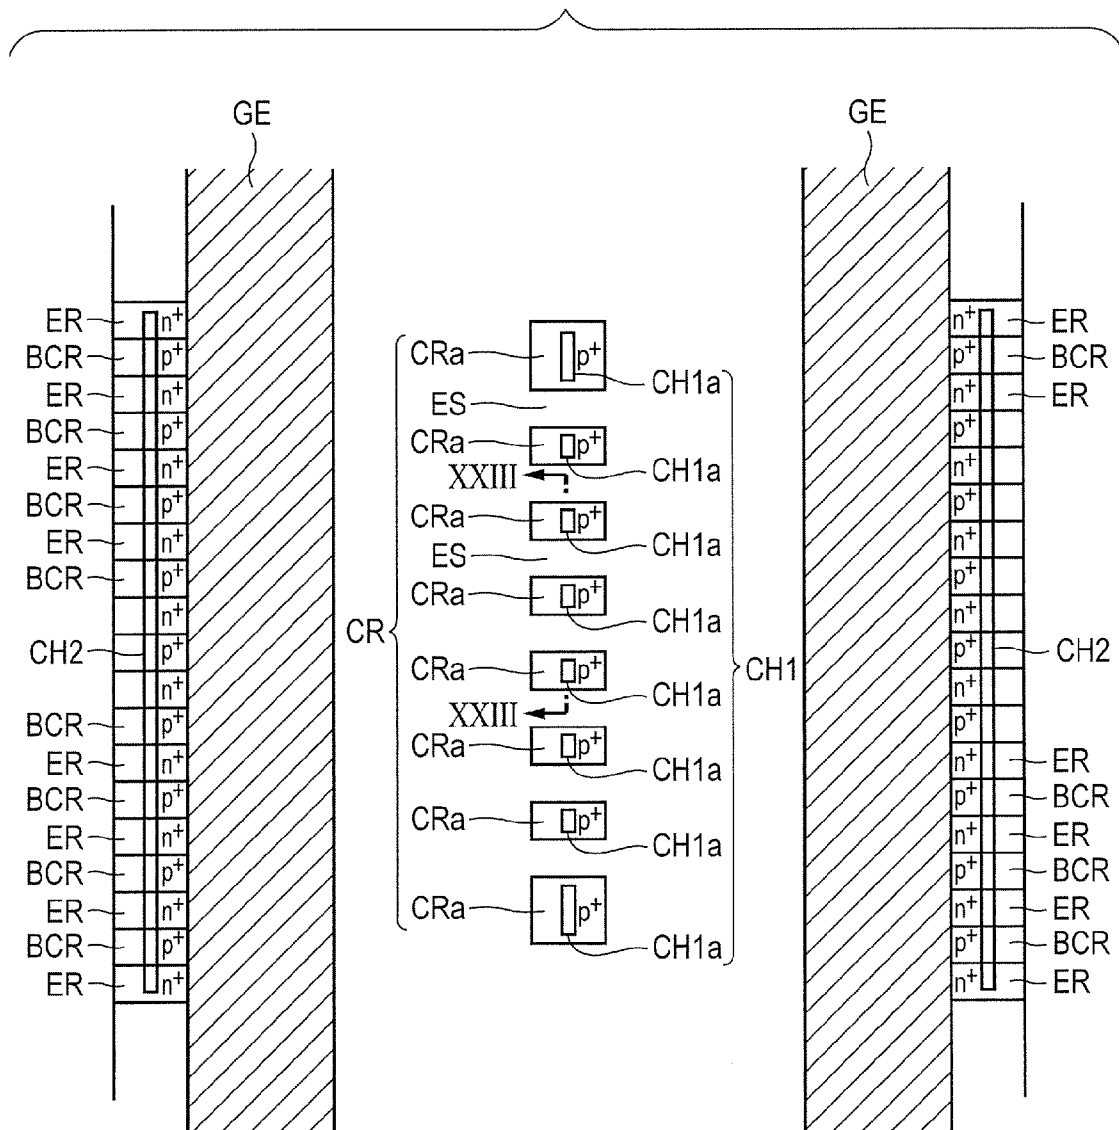 GE GE
ER n+ n+ ER
BCR p+ CRa p+ p+ BCR
ER n+ CH1a n+ ER
ES
BCR p+ CRa p+ p+
ER n+ XXIII CH1a n+
BCR p+ CRa p+ p+
ER n+ CH1a n+
ES
BCR p+ CRa p+ p+
n+ CH1a n+
CR
CH2 p+ CRa p+ CH1 p+ CH2
n+ CH1a n+
XXIII
BCR p+ CRa p+ p+
ER n+ CH1a n+ ER
BCR p+ CRa p+ p+ BCR
ER n+ CH1a n+ ER
BCR p+ p+ BCR
ER n+ CRa p+ n+ ER
BCR p+ CH1a p+ BCR
ER n+ n+ ER